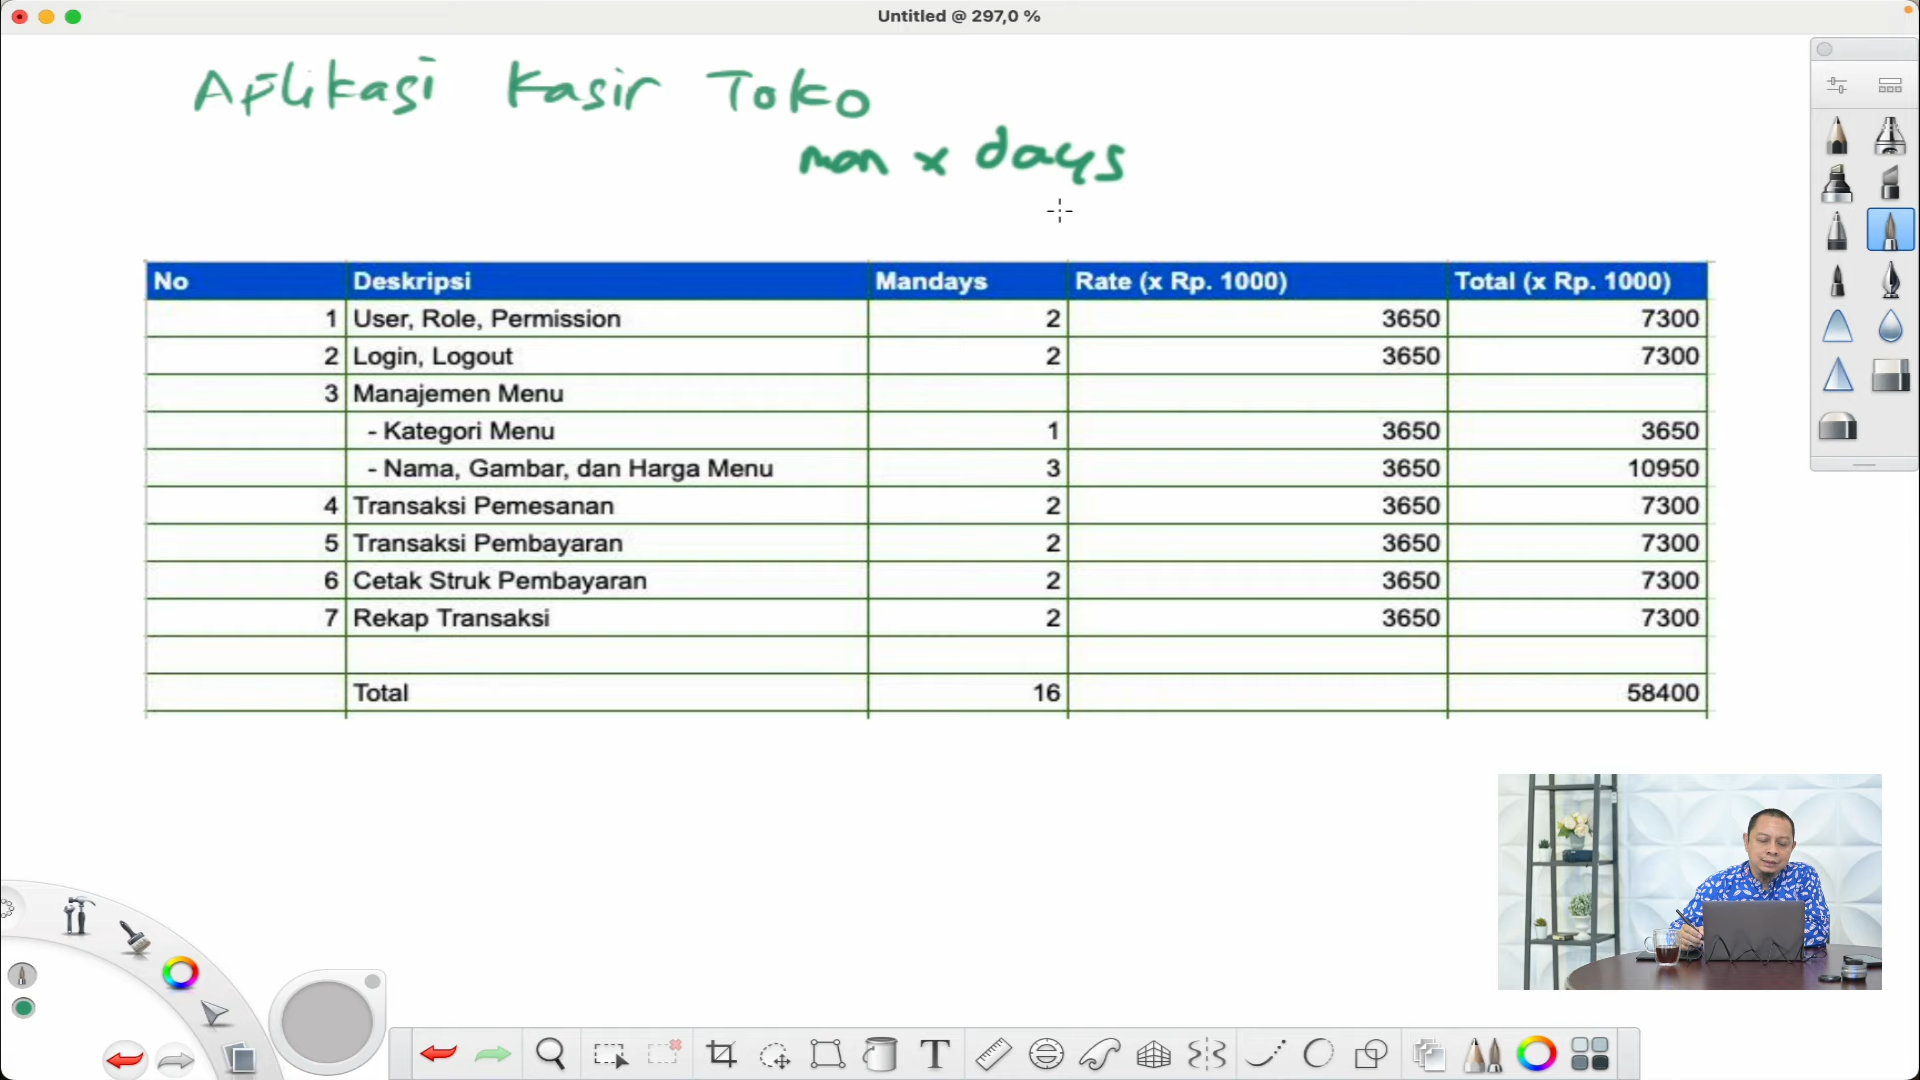 Untitled @ 297,0 %
Aplikasi Kasir Toko
man x days
No Deskripsi Mandays Rate (x Rp. 1000) Total (x Rp. 1000)
1 User, Role, Permission 2 3650 7300
2 Login, Logout 2 3650 7300
3 Manajemen Menu
- Kategori Menu 1 3650 3650
- Nama, Gambar, dan Harga Menu 3 3650 10950
4 Transaksi Pemesanan 2 3650 7300
5 Transaksi Pembayaran 2 3650 7300
6 Cetak Struk Pembayaran 2 3650 7300
7 Rekap Transaksi 2 3650 7300
Total 16 58400